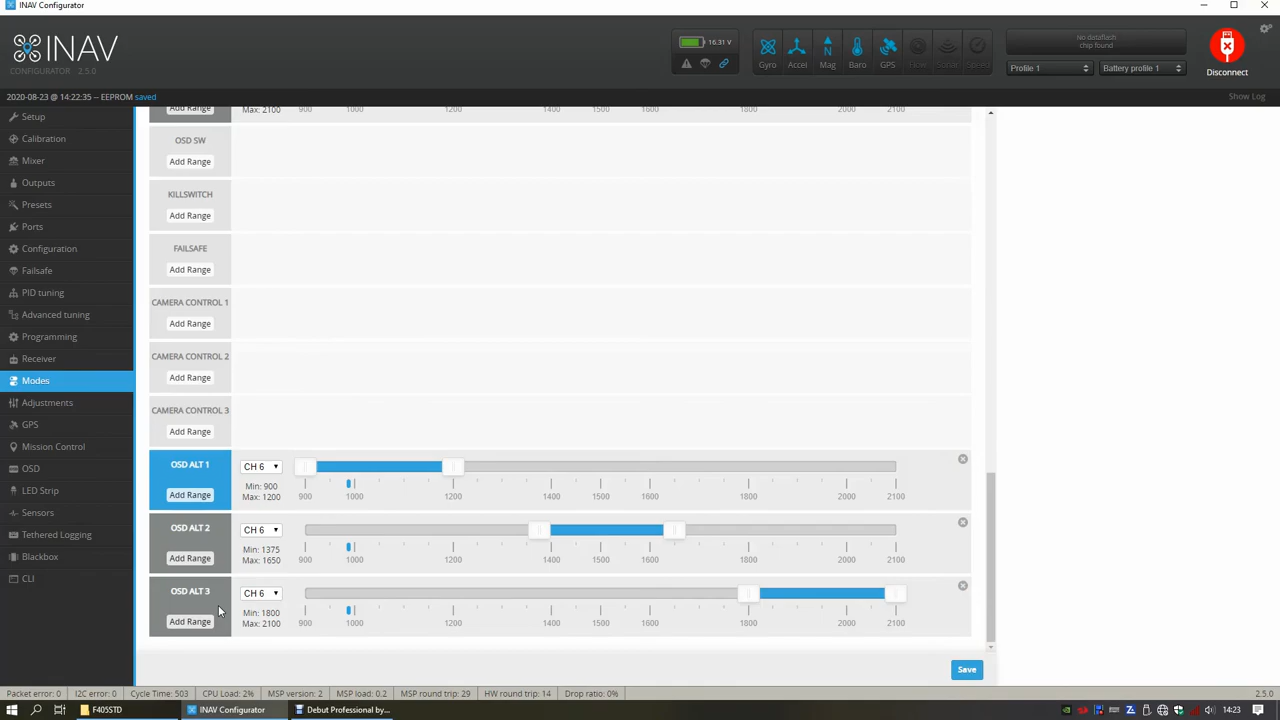 INAV Configurator
INAV
CONFIGURATOR 2.5.0
16.31 V
Gyro Accel Mag Baro GPS Flow Sonar Speed
No dataflash
chip found
Profile 1
Battery profile 1
Disconnect
2020-08-23 @ 14:22:35 -- EEPROM saved
Show Log
Setup
Calibration
Mixer
Outputs
Presets
Ports
Configuration
Failsafe
PID tuning
Advanced tuning
Programming
Receiver
Modes
Adjustments
GPS
Mission Control
OSD
LED Strip
Sensors
Tethered Logging
Blackbox
CLI
Add Range
Max: 2100
900 1000 1200 1400 1500 1600 1800 2000 2100
OSD SW
Add Range
KILLSWITCH
Add Range
FAILSAFE
Add Range
CAMERA CONTROL 1
Add Range
CAMERA CONTROL 2
Add Range
CAMERA CONTROL 3
Add Range
OSD ALT 1
Add Range
CH 6
Min: 900
Max: 1200
900 1000 1200 1400 1500 1600 1800 2000 2100
OSD ALT 2
Add Range
CH 6
Min: 1375
Max: 1650
900 1000 1200 1400 1500 1600 1800 2000 2100
OSD ALT 3
Add Range
CH 6
Min: 1800
Max: 2100
900 1000 1200 1400 1500 1600 1800 2000 2100
Save
Packet error: 0 I2C error: 0 Cycle Time: 503 CPU Load: 2% MSP version: 2 MSP load: 0.2 MSP round trip: 29 HW round trip: 14 Drop ratio: 0% 2.5.0
F405STD INAV Configurator Debut Professional by... 14:23